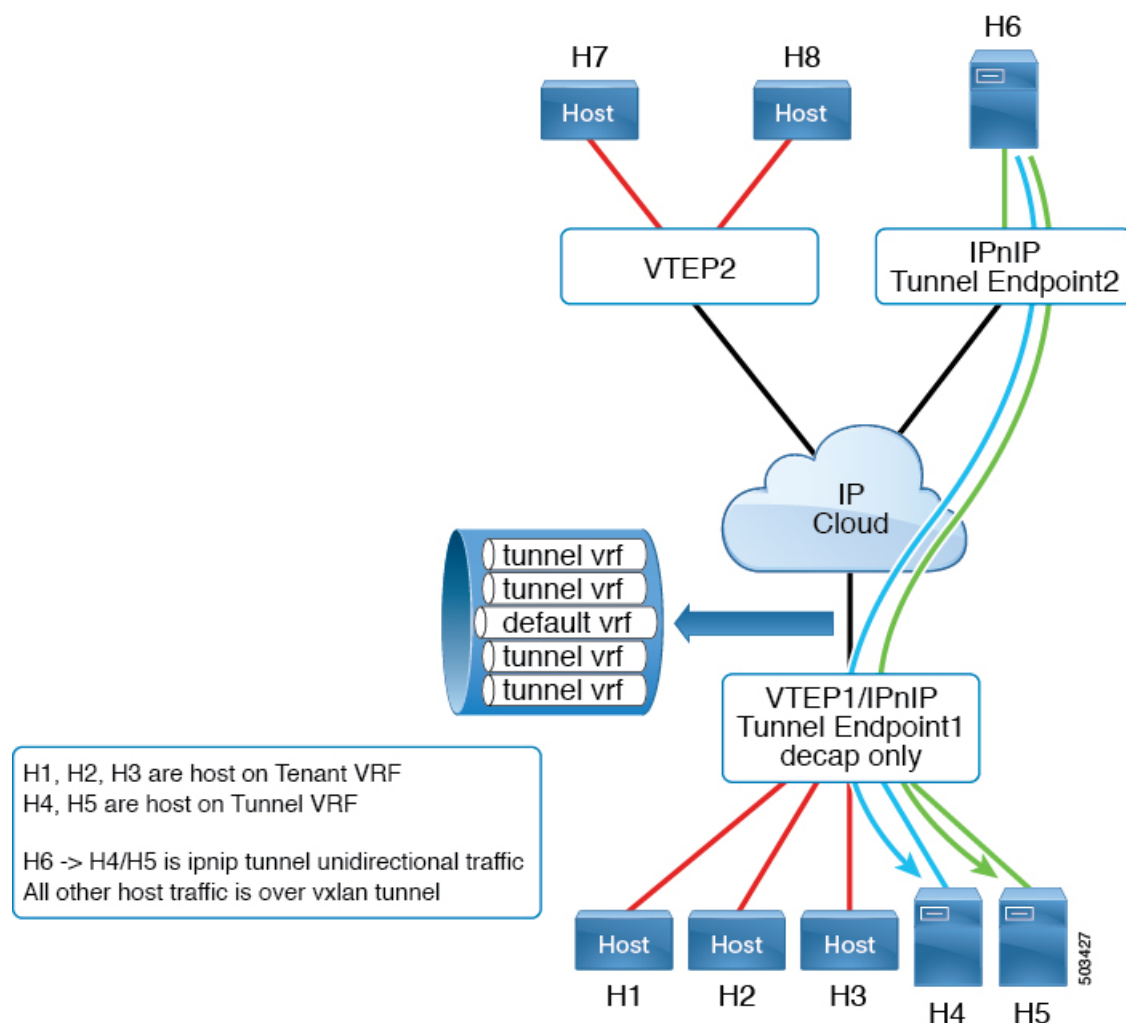 H6
H7
H8
Host
Host
VTEP2
IPnIP
Tunnel Endpoint2
IP
Cloud
tunnel vrf
tunnel vrf
default vrf
tunnel vrf
tunnel vrf
VTEP1/IPnIP
Tunnel Endpoint1
decap only
H1, H2, H3 are host on Tenant VRF
H4, H5 are host on Tunnel VRF
H6 -> H4/H5 is ipnip tunnel unidirectional traffic
All other host traffic is over vxlan tunnel
Host
Host
Host
H1
H2
H3
H4
H5
503427